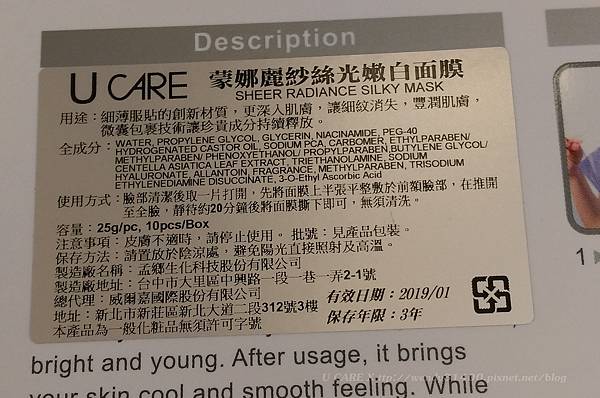 Description
U CARE 蒙娜麗紗絲光嫩白面膜
SHEER RADIANCE SILKY MASK
用途：細薄服貼的創新材質，更深入肌膚，讓細紋消失，豐潤肌膚，
微囊包裹技術讓珍貴成分持續釋放。
全成分：WATER, PROPYLENE GLYCOL, GLYCERIN, NIACINAMIDE, PEG-40
HYDROGENATED CASTOR OIL, SODIUM PCA, CARBOMER, ETHYLPARABEN/
METHYLPARABEN/ PHENOXYETHANOL/ PROPYLPARABEN,BUTYLENE GLYCOL/
CENTELLA ASIATICA LEAF EXTRACT, TRIETHANOLAMINE, SODIUM
HYALURONATE, ALLANTOIN, FRAGRANCE, METHYLPARABEN, TRISODIUM
ETHYLENEDIAMINE DISUCCINATE, 3-O-Ethyl Ascorbic Acid
使用方式：臉部清潔後取一片打開，先將面膜上半張平整敷於前額臉部，在推開
至全臉，靜待約20分鐘後將面膜撕下即可，無須清洗。
容量：25g/pc, 10pcs/Box
注意事項：皮膚不適時，請停止使用。 批號：見產品包裝。
保存方法：請置放於陰涼處，避免陽光直接照射及高溫。
製造廠名稱：孟鄉生化科技股份有限公司
製造廠地址：台中市大里區中興路一段一巷一弄2-1號
總代理：威爾嘉國際股份有限公司
地址：新北市新莊區新北大道二段312號3樓
本產品為一般化粧品無須許可字號
有效日期：2019/01
保存年限：3年
1
bright and young. After usage, it brings
your skin cool and smooth feeling. While